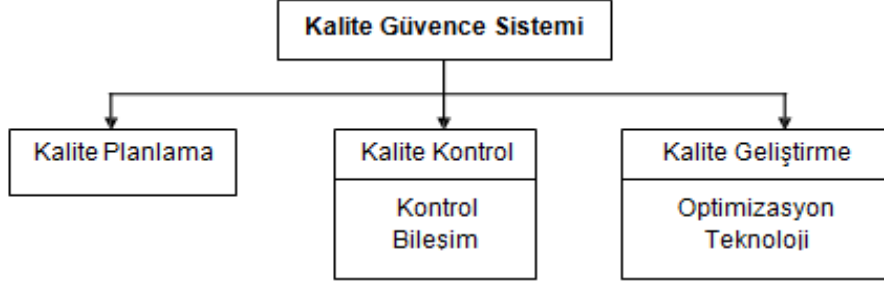 Kalite Güvence Sistemi
Kalite Planlama
Kalite Kontrol
Kontrol
Bileşim
Kalite Geliştirme
Optimizasyon
Teknoloji